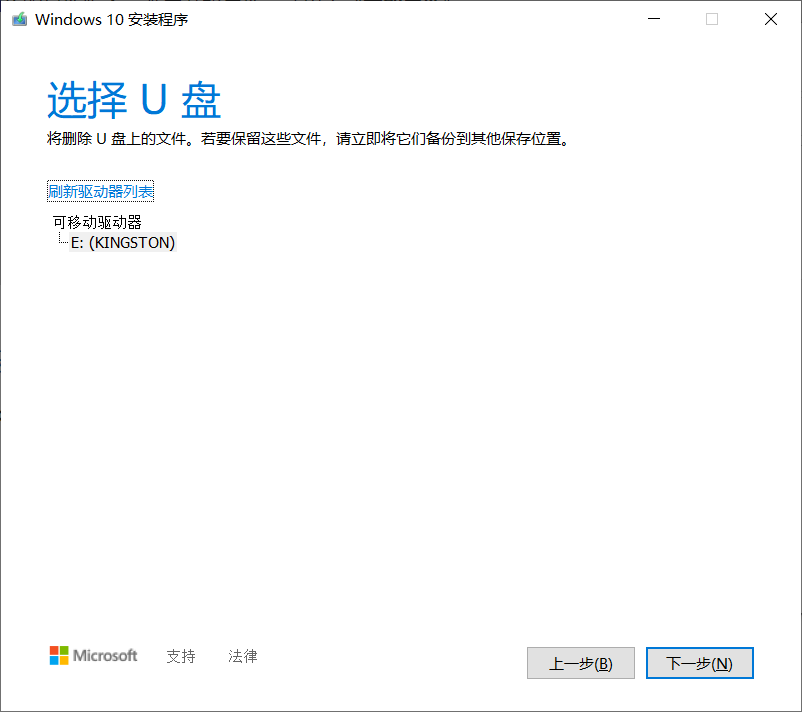 Windows 10 安装程序
选择 U 盘
将删除 U 盘上的文件。若要保留这些文件，请立即将它们备份到其他保存位置。
刷新驱动器列表
可移动驱动器
E: (KINGSTON)
Microsoft 支持 法律 上一步(B) 下一步(N)